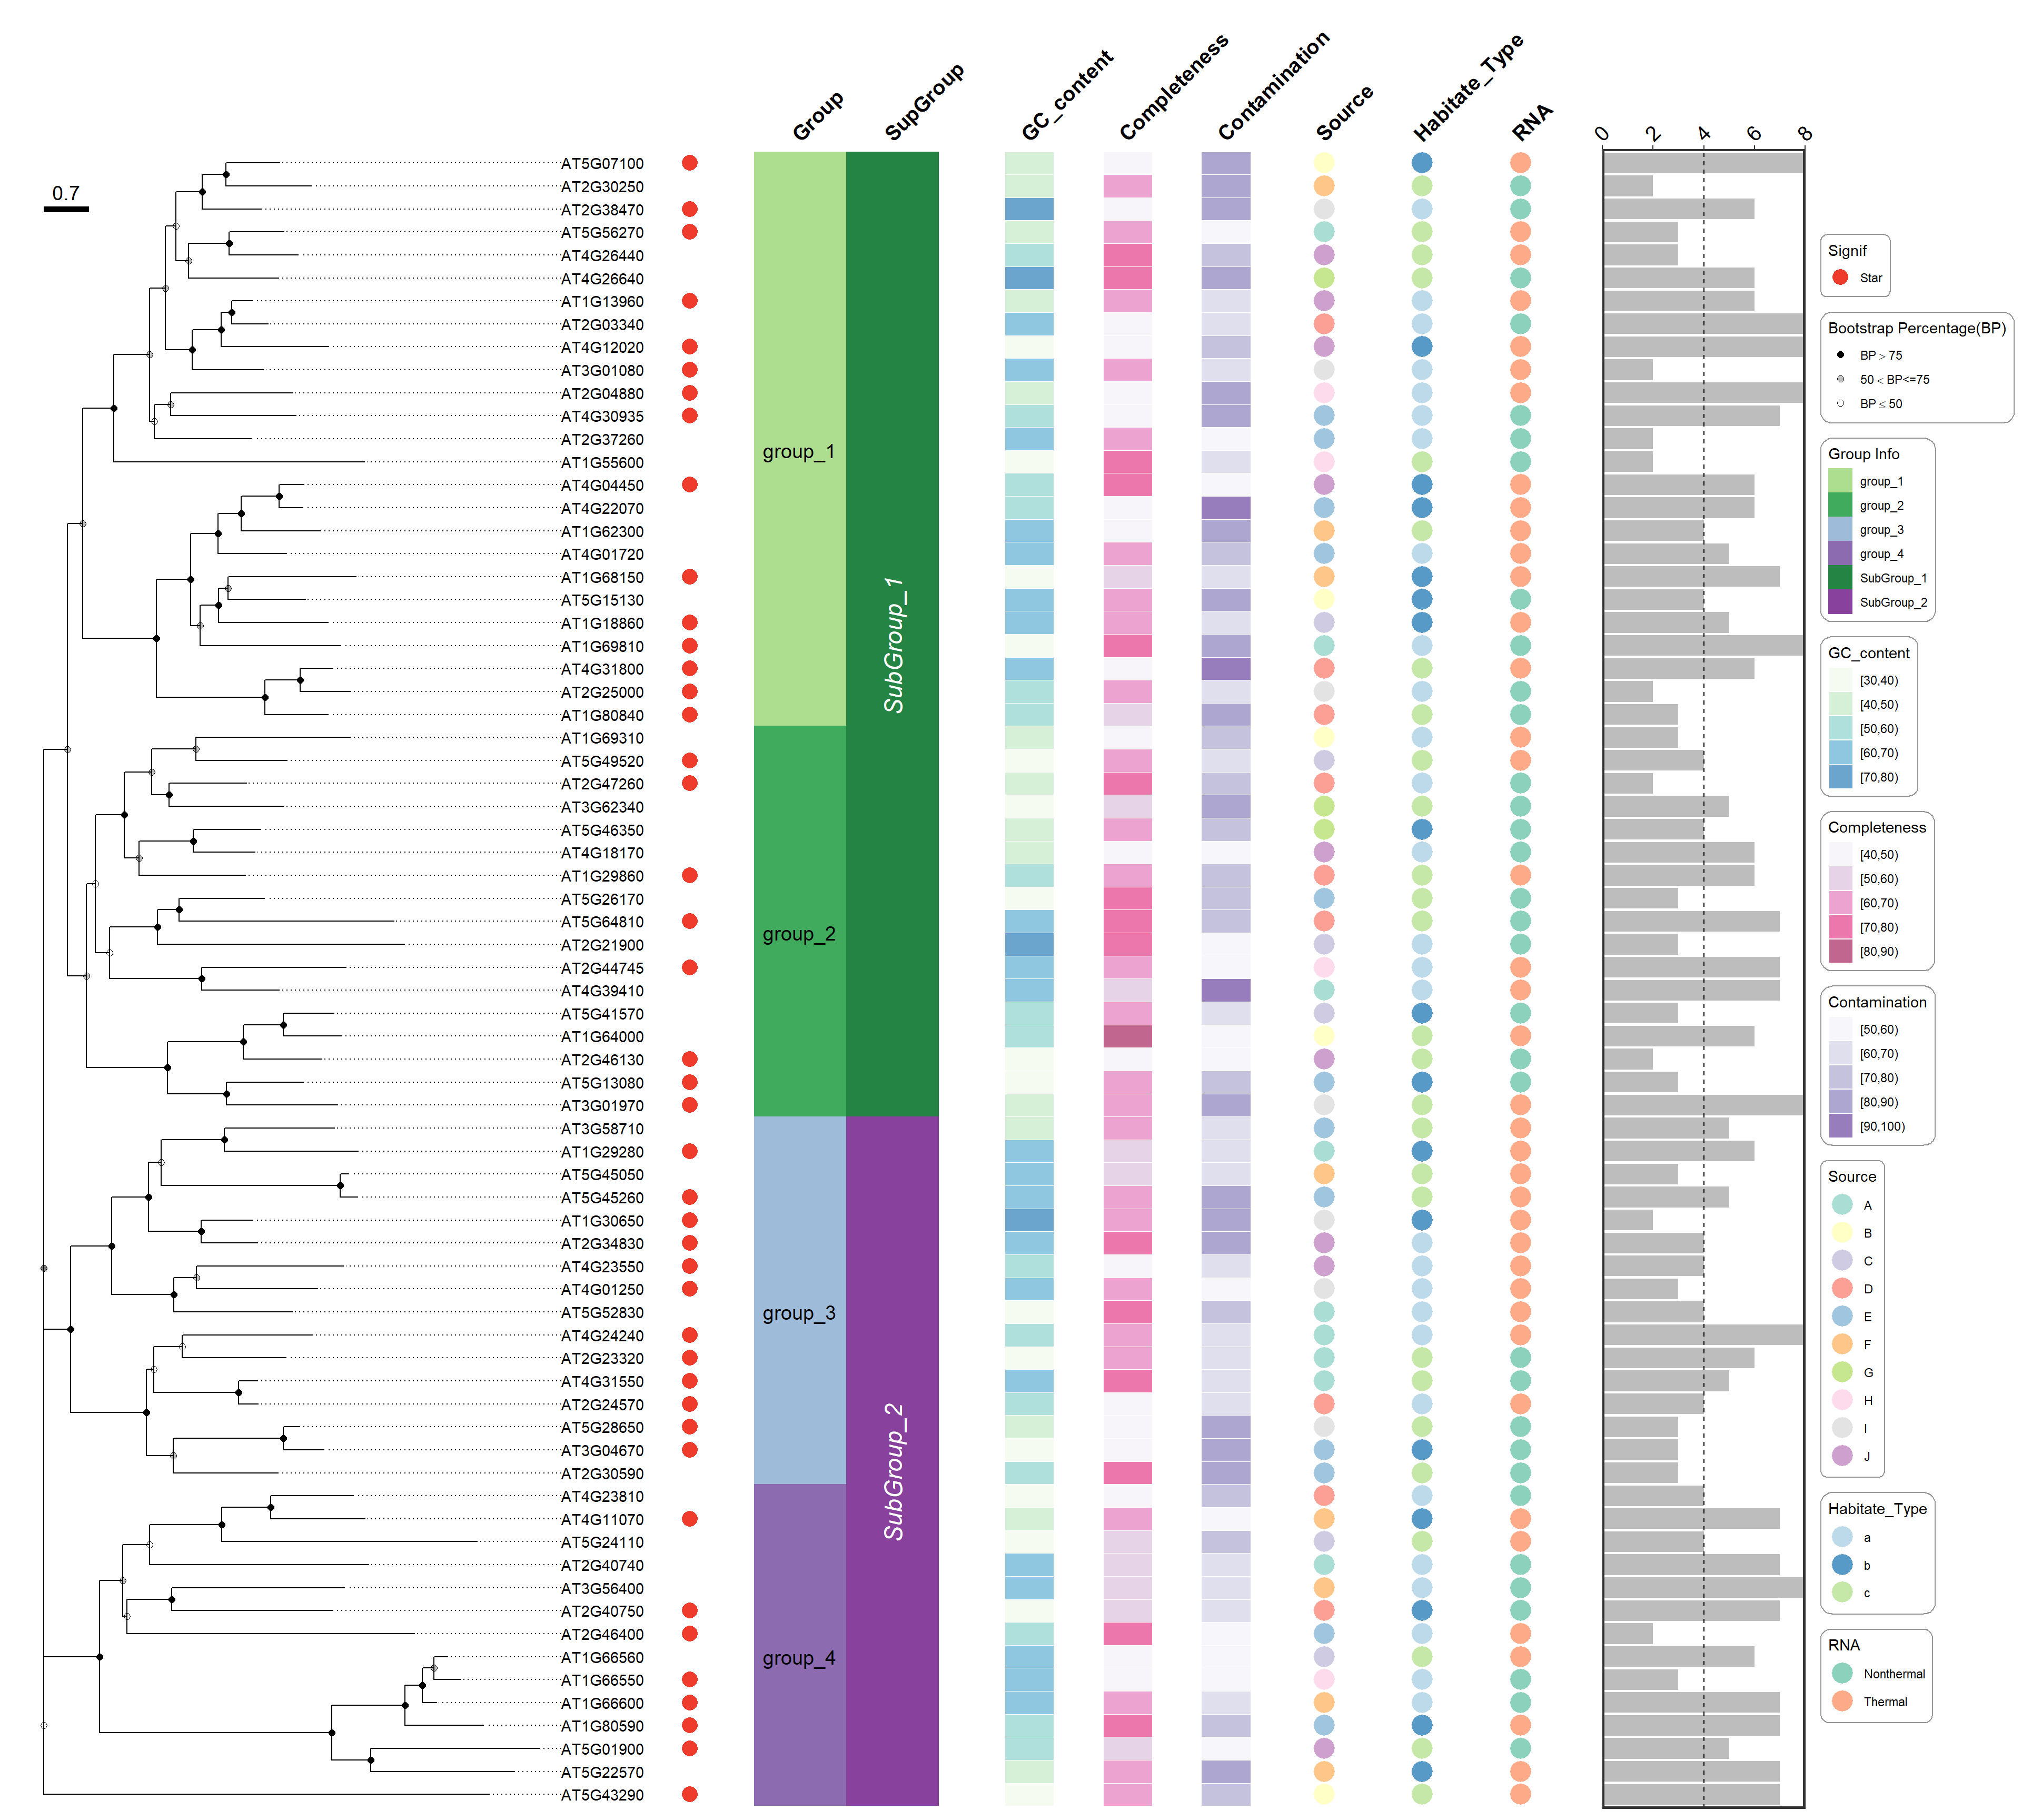 Group
SupGroup
GC_content
Completeness
Contamination
Source
Habitate_Type
RNA
0 2 4 6 8
0.7
AT5G07100
AT2G30250
AT2G38470
AT5G56270
AT4G26440
AT4G26640
AT1G13960
AT2G03340
AT4G12020
AT3G01080
AT2G04880
AT4G30935
AT2G37260
AT1G55600
AT4G04450
AT4G22070
AT1G62300
AT4G01720
AT1G68150
AT5G15130
AT1G18860
AT1G69810
AT4G31800
AT2G25000
AT1G80840
AT1G69310
AT5G49520
AT2G47260
AT3G62340
AT5G46350
AT4G18170
AT1G29860
AT5G26170
AT5G64810
AT2G21900
AT2G44745
AT4G39410
AT5G41570
AT1G64000
AT2G46130
AT5G13080
AT3G01970
AT3G58710
AT1G29280
AT5G45050
AT5G45260
AT1G30650
AT2G34830
AT4G23550
AT4G01250
AT5G52830
AT4G24240
AT2G23320
AT4G31550
AT2G24570
AT5G28650
AT3G04670
AT2G30590
AT4G23810
AT4G11070
AT5G24110
AT2G40740
AT3G56400
AT2G40750
AT2G46400
AT1G66560
AT1G66550
AT1G66600
AT1G80590
AT5G01900
AT5G22570
AT5G43290
group_1
group_2
group_3
group_4
SubGroup_1
SubGroup_2
Signif
Star
Bootstrap Percentage(BP)
BP > 75
50 < BP<=75
BP ≤ 50
Group Info
group_1
group_2
group_3
group_4
SubGroup_1
SubGroup_2
GC_content
[30,40)
[40,50)
[50,60)
[60,70)
[70,80)
Completeness
[40,50)
[50,60)
[60,70)
[70,80)
[80,90)
Contamination
[50,60)
[60,70)
[70,80)
[80,90)
[90,100)
Source
A
B
C
D
E
F
G
H
I
J
Habitate_Type
a
b
c
RNA
Nonthermal
Thermal